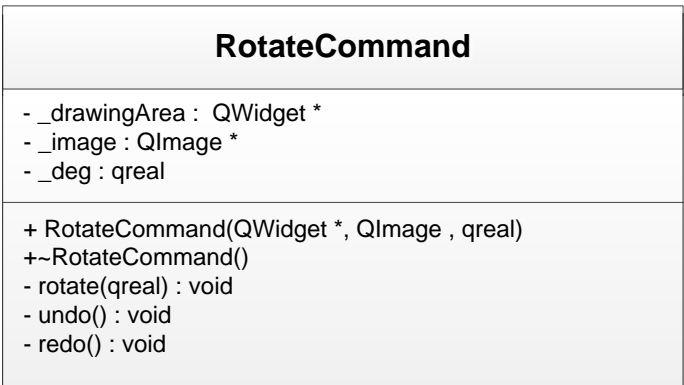 RotateCommand
- _drawingArea :  QWidget *
- _image : QImage *
- _deg : qreal
+ RotateCommand(QWidget *, QImage , qreal)
+~RotateCommand()
- rotate(qreal) : void
- undo() : void
- redo() : void